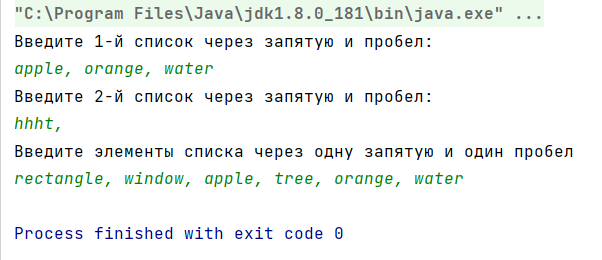 "C:\Program Files\Java\jdk1.8.0_181\bin\java.exe" ...
Введите 1-й список через запятую и пробел:
apple, orange, water
Введите 2-й список через запятую и пробел:
hhht,
Введите элементы списка через одну запятую и один пробел
rectangle, window, apple, tree, orange, water
Process finished with exit code 0